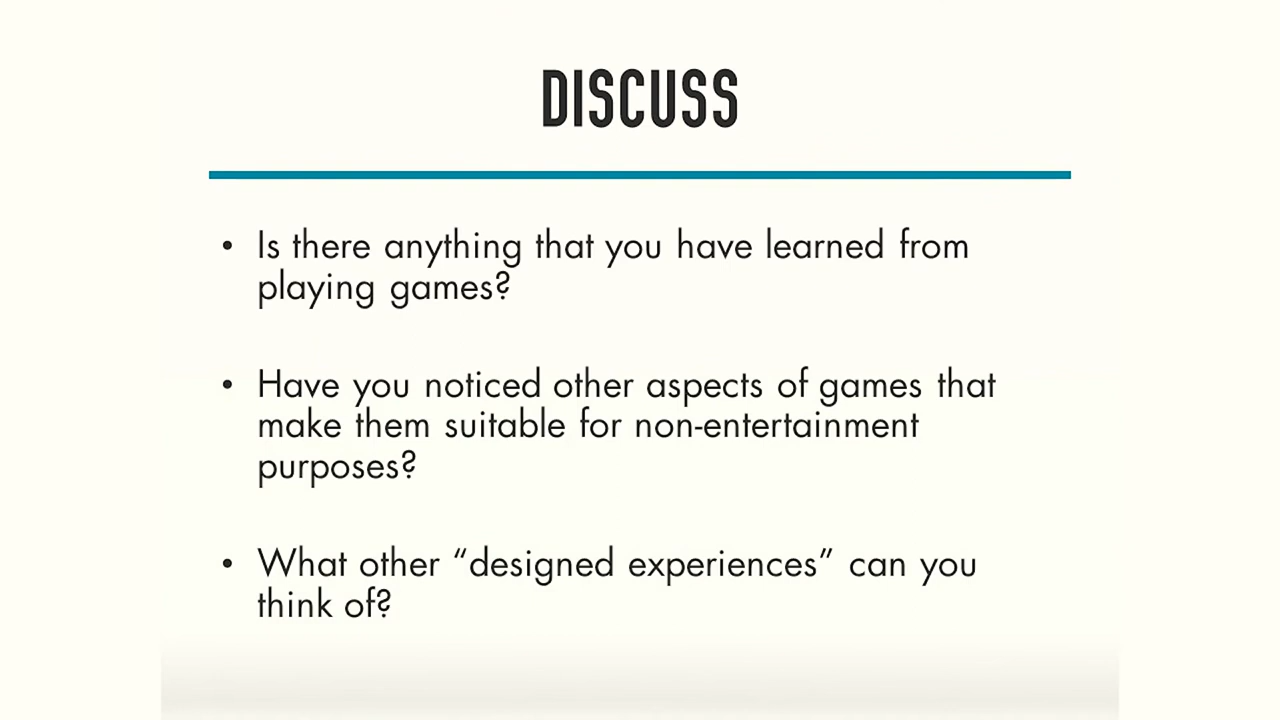 DISCUSS
• Is there anything that you have learned from
playing games?
• Have you noticed other aspects of games that
make them suitable for non-entertainment
purposes?
• What other “designed experiences” can you
think of?